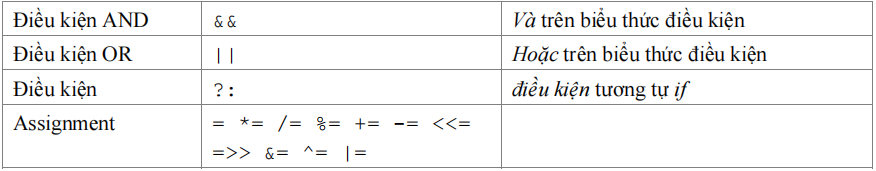 Điều kiện AND && Và trên biểu thức điều kiện
Điều kiện OR || Hoặc trên biểu thức điều kiện
Điều kiện ?: điều kiện tương tự if
Assignment = *= /= %= += -= <<=
=>> &= ^= |=